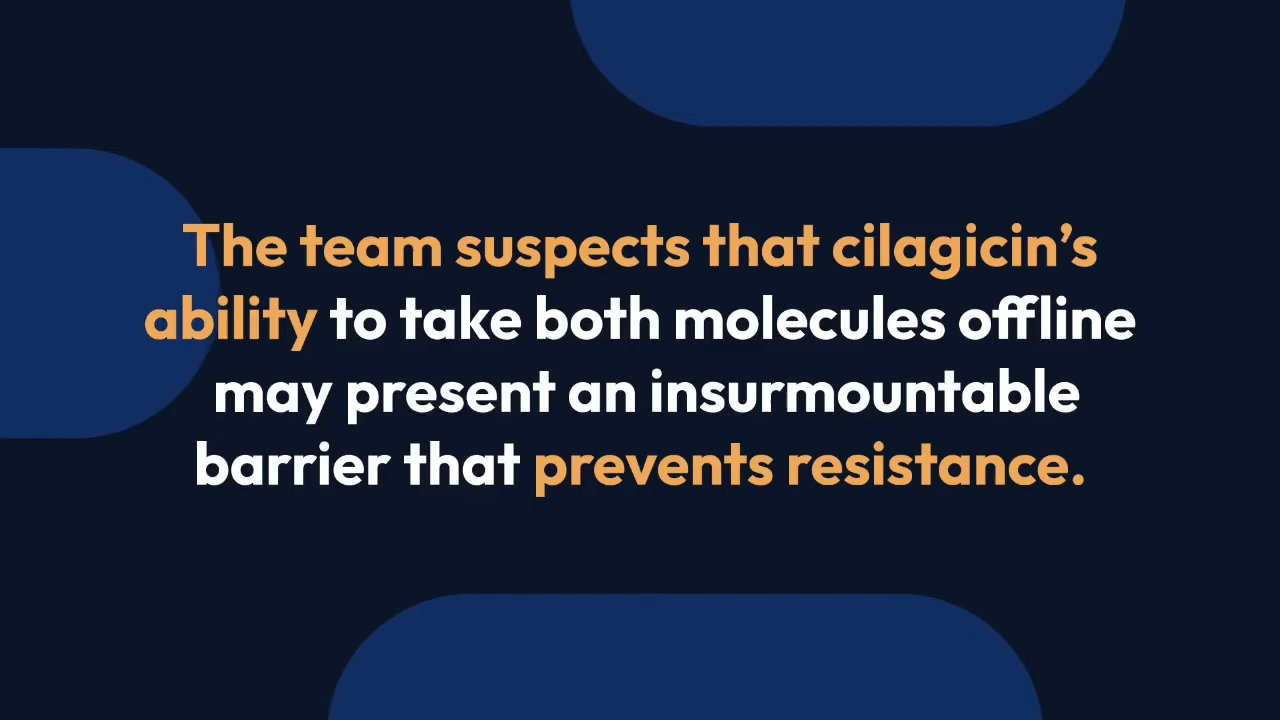 The team suspects that cilagicin’s
ability to take both molecules offline
may present an insurmountable
barrier that prevents resistance.